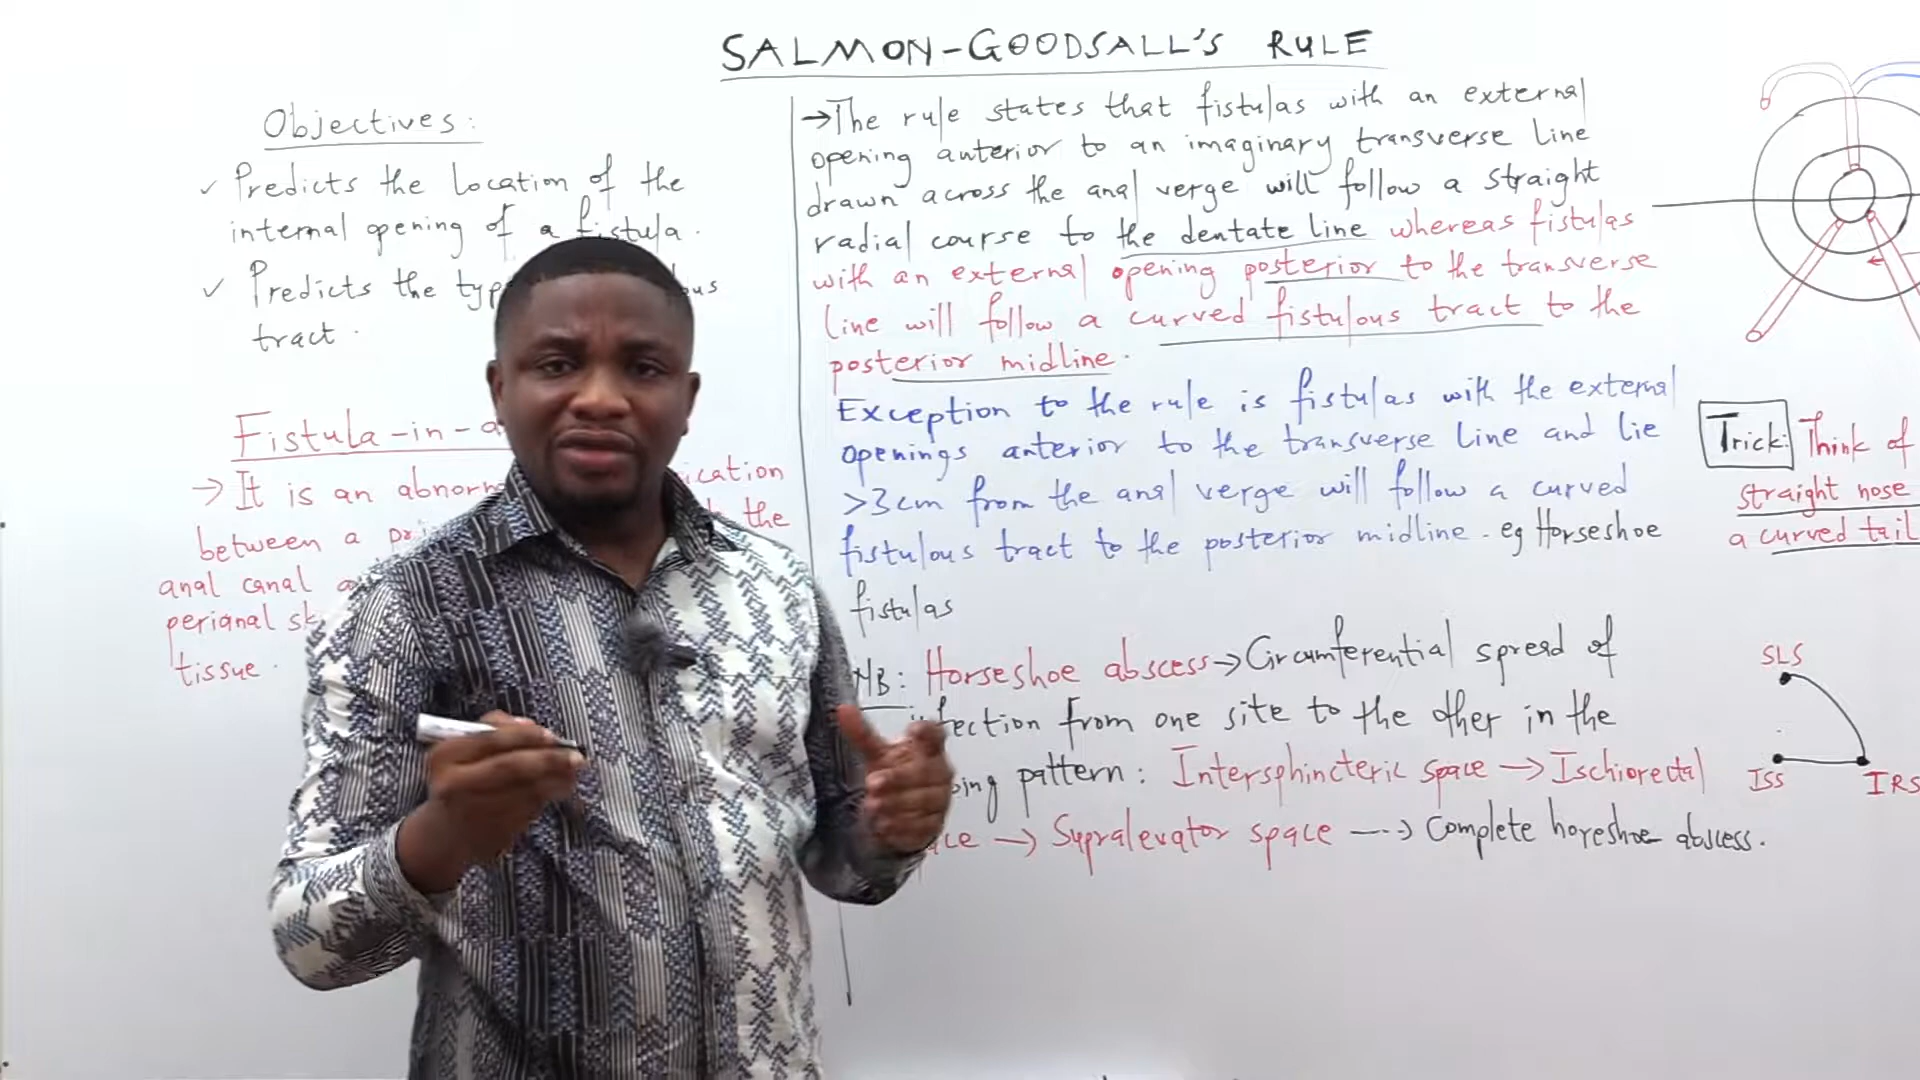 SALMON-GOODSALL'S RULE
Objectives:
✓ Predicts the location of the
internal opening of a fistula.
✓ Predicts the
tract.
Fistula-in-a
→ It is an
between a
anal canal
perianal
the
tissue.
→The rule states that fistulas with an external
opening anterior to an imaginary transverse line
drawn across the anal verge will follow a straight
radial course to the dentate line whereas fistulas
with an external opening posterior to the transverse
line will follow a curved fistulous tract to the
posterior midline.
Exception to the rule is fistulas with the external
openings anterior to the transverse line and lie
>3cm from the anal verge will follow a curved
fistulous tract to the posterior midline. eg Horseshoe
fistulas
NB: Horseshoe abscess→Circumferential spread of
from one site to the other in the
pattern: Intersphincteric space → Ischiorectal
→ Supralevator space ---> Complete horeshoe abscess.
Trick: Think of
straight nose
a curved tail
SLS
ISS IRS